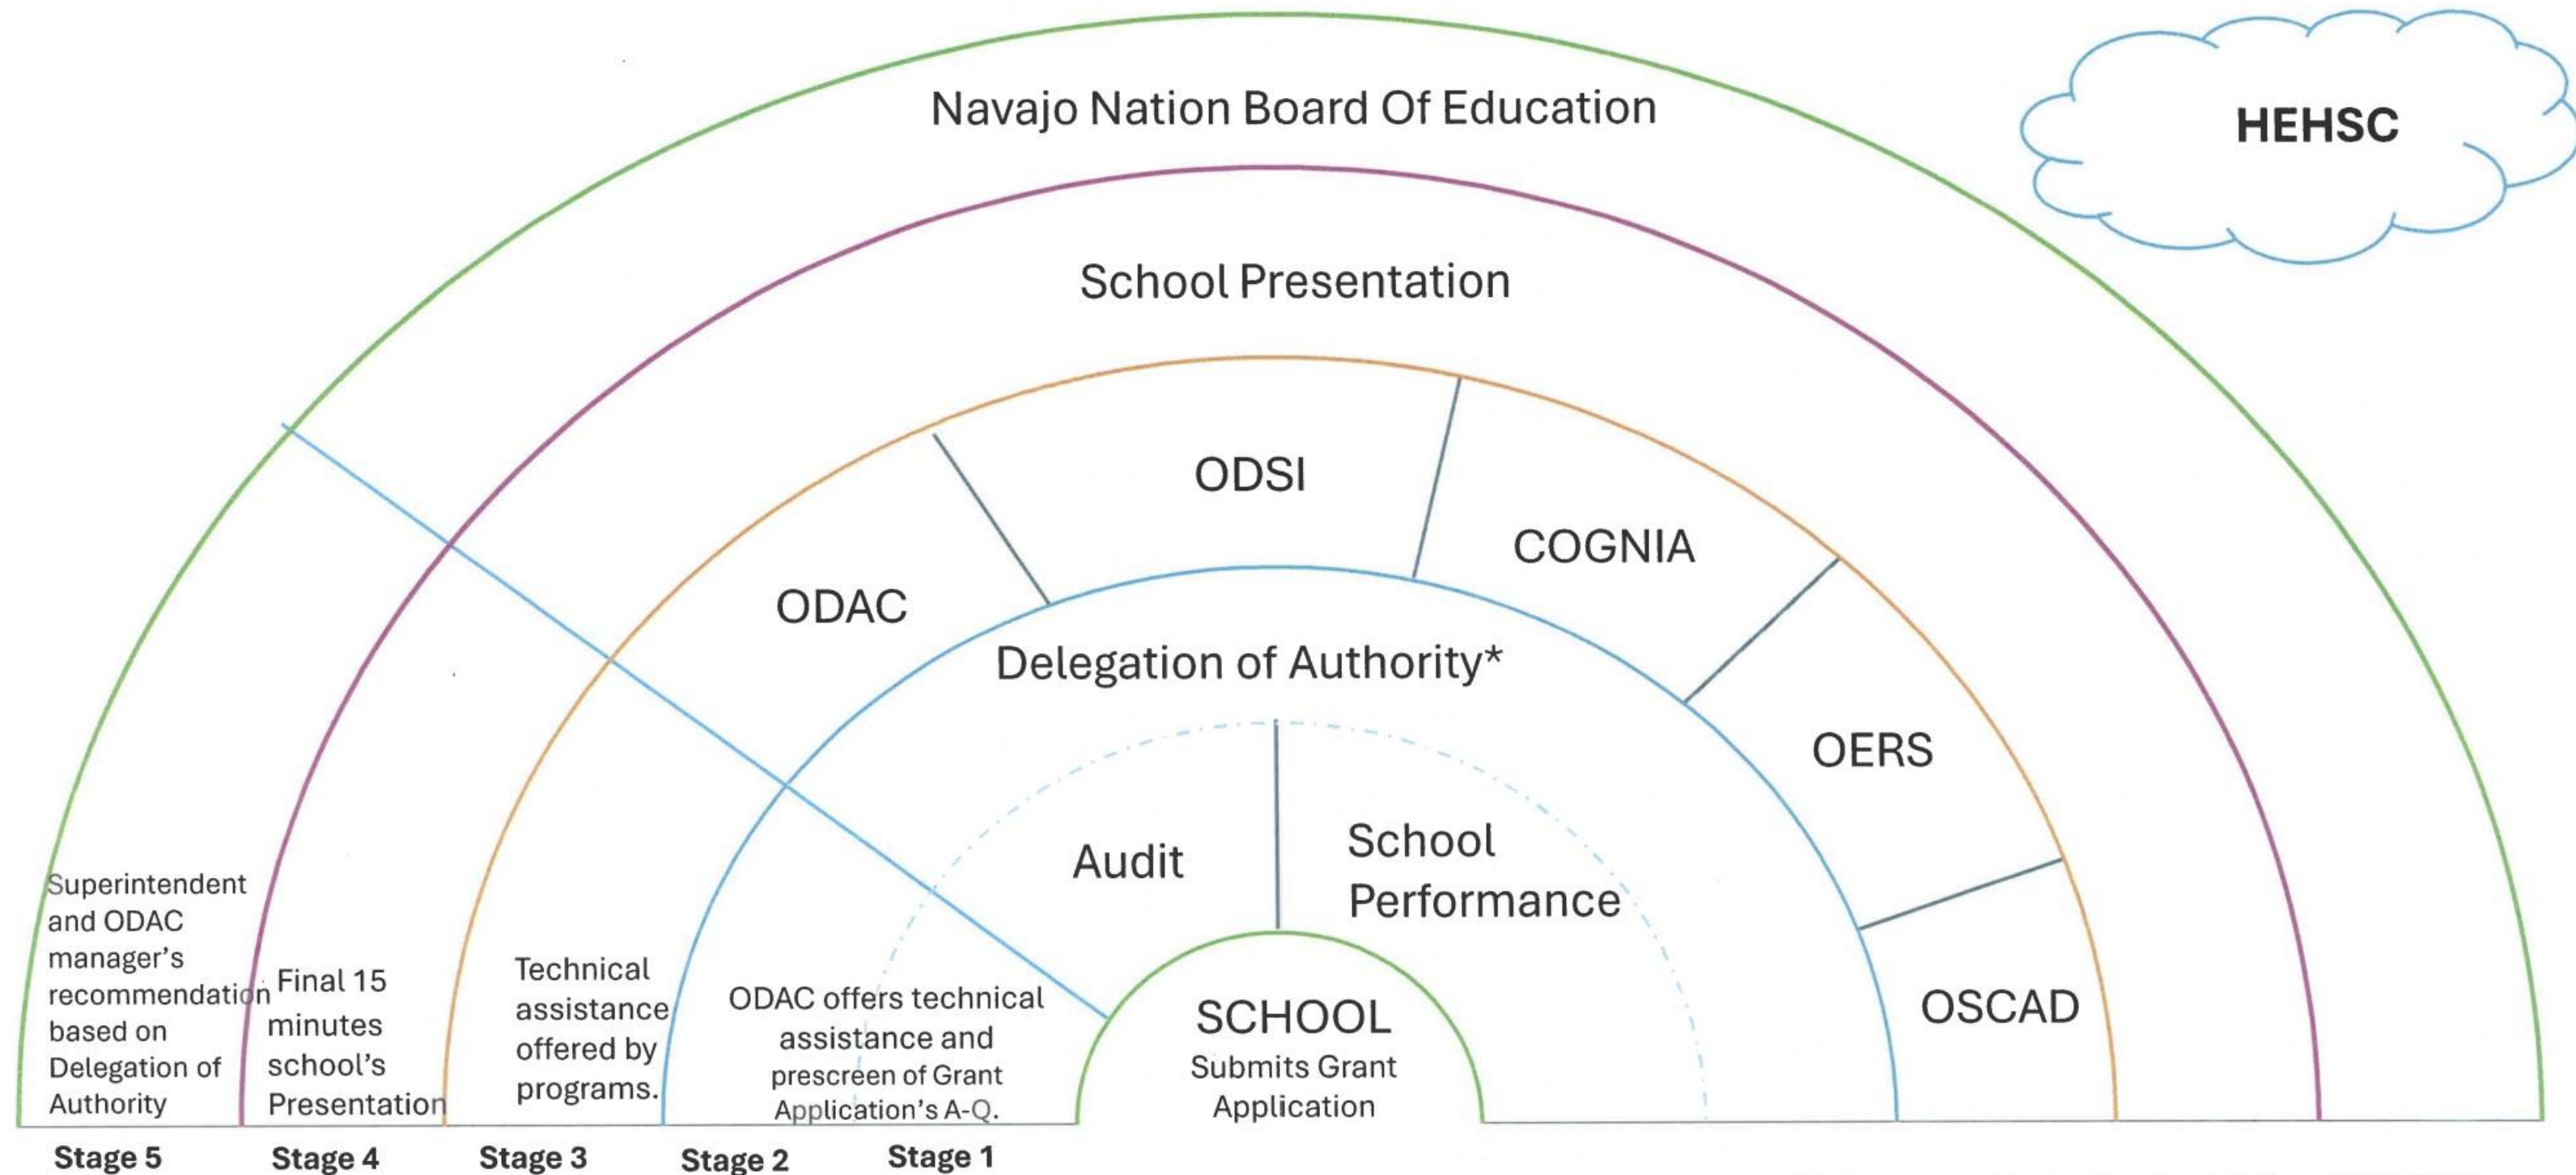 Navajo Nation Board Of Education
HEHSC
School Presentation
ODSI
COGNIA
ODAC
Delegation of Authority*
OERS
Audit
School
Performance
OSCAD
SCHOOL
Submits Grant
Application
Superintendent
and ODAC
manager's
recommendation
based on
Delegation of
Authority
Final 15
minutes
school's
Presentation
Technical
assistance
offered by
programs.
ODAC offers technical
assistance and
prescreen of Grant
Application's A-Q.
Stage 5
Stage 4
Stage 3
Stage 2
Stage 1